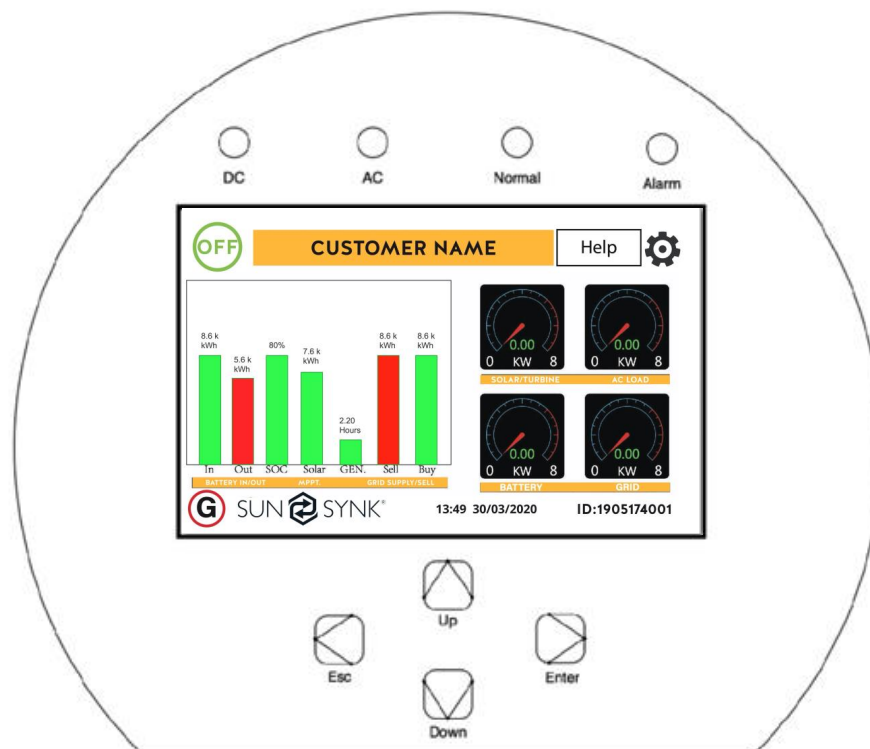 DC AC Normal Alarm
OFF CUSTOMER NAME Help
8.6 k
kWh
5.6 k
kWh
80%
7.6 k
kWh
2.20
Hours
8.6 k
kWh
8.6 k
kWh
In Out SOC Solar GEN. Sell Buy
BATTERY IN/OUT MPPT. GRID SUPPLY/SELL
0.00
0 KW 8
0.00
0 KW 8
SOLAR/TURBINE AC LOAD
0.00
0 KW 8
0.00
0 KW 8
BATTERY GRID
G SUN SYNK® 13:49 30/03/2020 ID:1905174001
Up
Esc Enter
Down